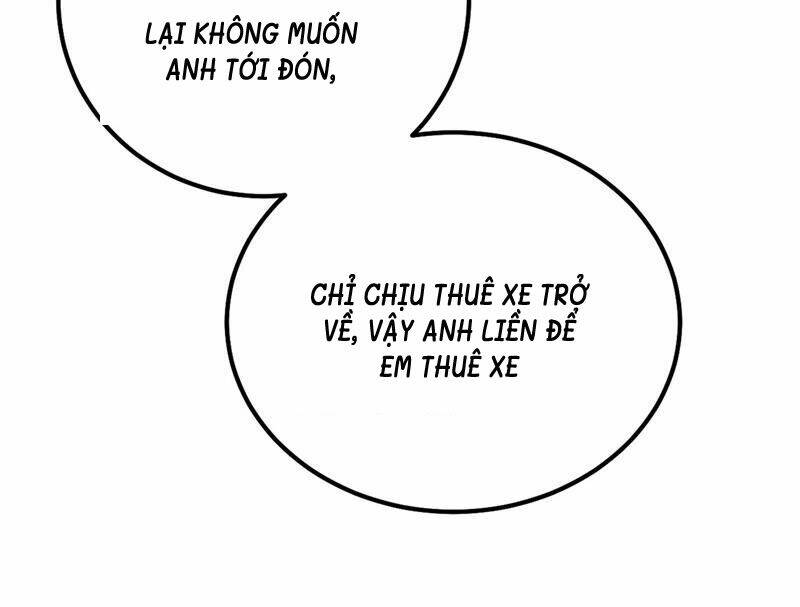 LẠI KHÔNG MUỐN
ANH TỚI ĐÓN,
CHỈ CHỊU THUÊ XE TRỞ
VỀ, VẬY ANH LIỀN ĐỂ
EM THUÊ XE